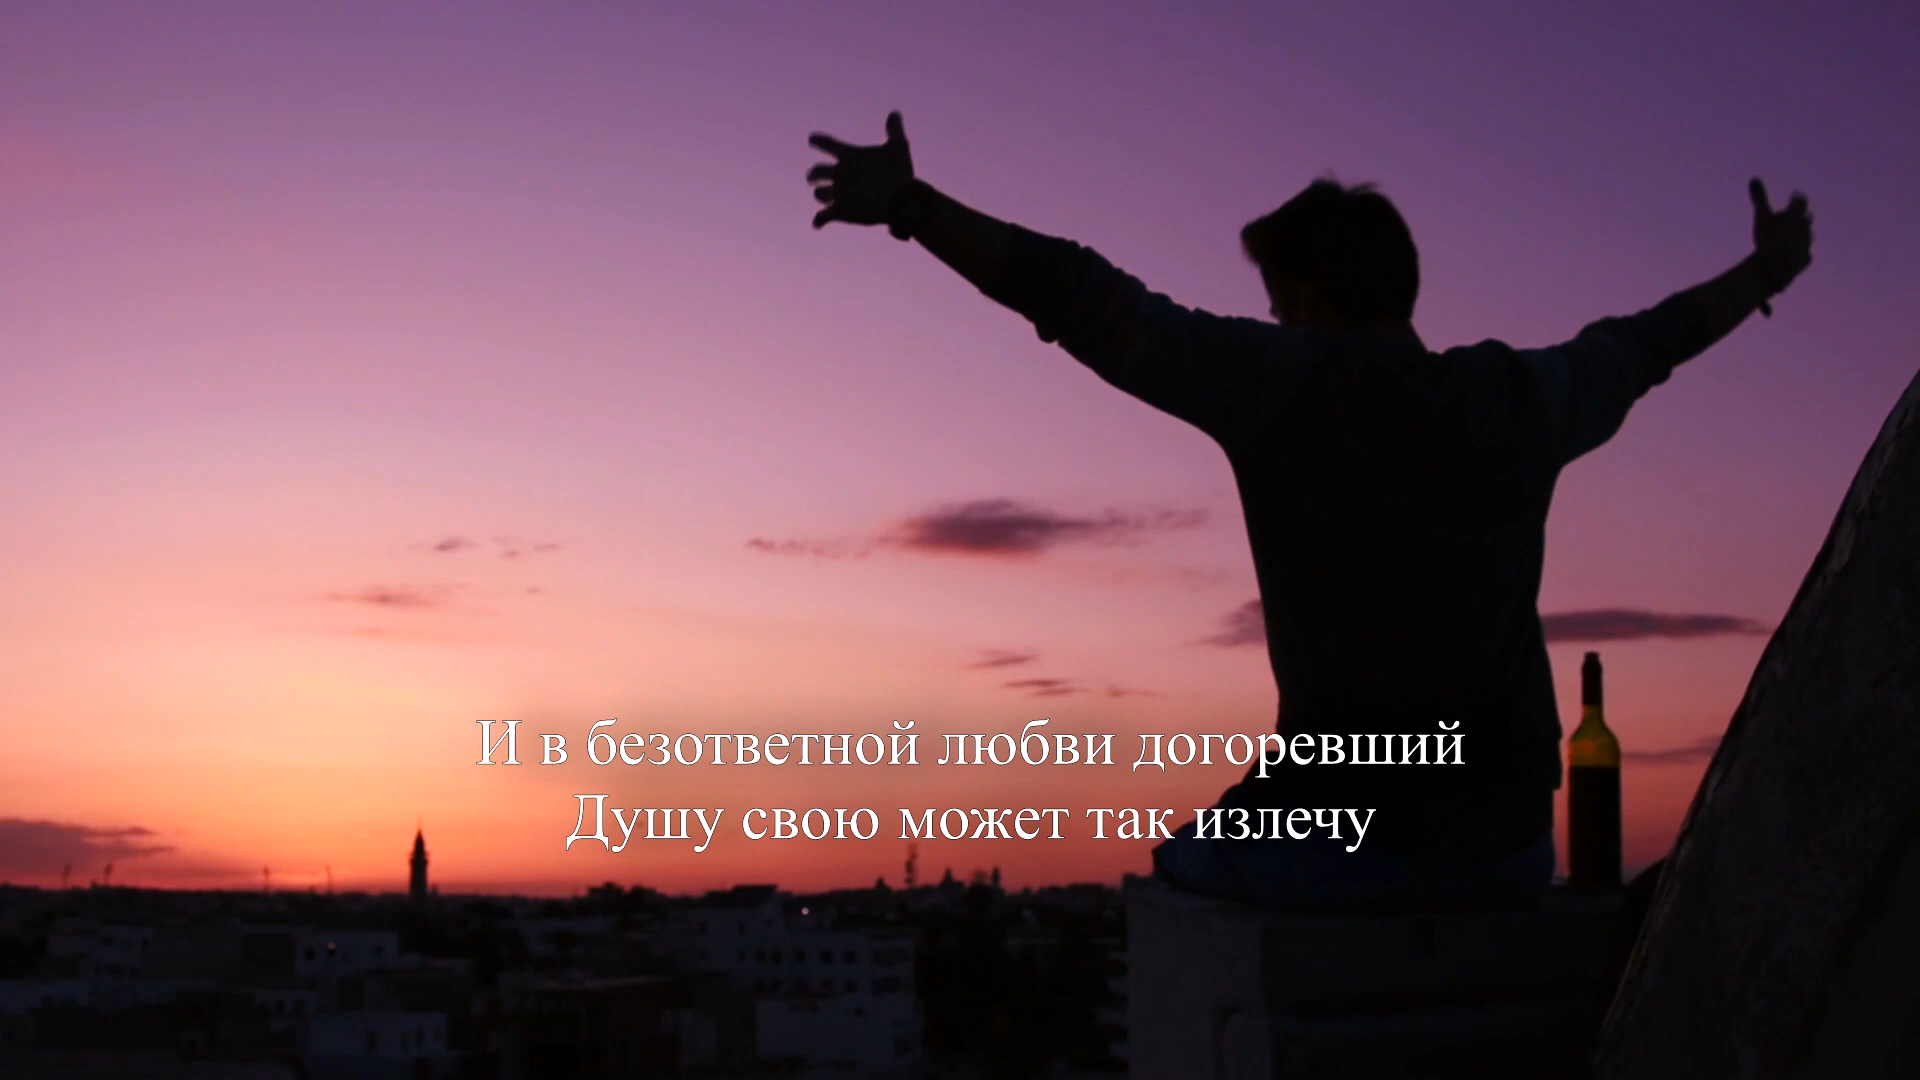 И в безответной любви догоревший
Душу свою может так излечу